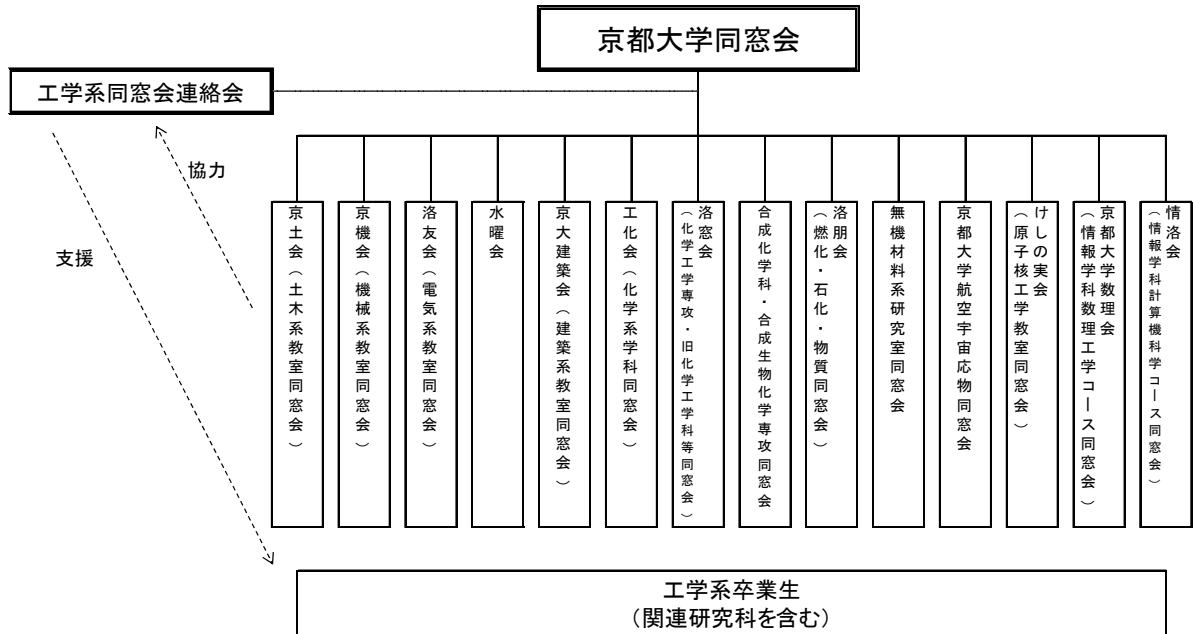 京都大学同窓会
工学系同窓会連絡会
協力
支援
京土会（土木系教室同窓会）
京機会（機械系教室同窓会）
洛友会（電気系教室同窓会）
水曜会
京大建築会（建築系教室同窓会）
工化会（化学系学科同窓会）
洛窓会
（化学工学専攻・旧化学工学科等同窓会）
合成化学科・合成生物化学専攻同窓会
洛朋会
（燃化・石化・物質同窓会）
無機材料系研究室同窓会
京都大学航空宇宙応物同窓会
けしの実会
（原子核工学教室同窓会）
京都大学数理会
（情報学科数理工学コース同窓会）
情洛会
（情報学科計算機科学コース同窓会）
工学系卒業生
（関連研究科を含む）